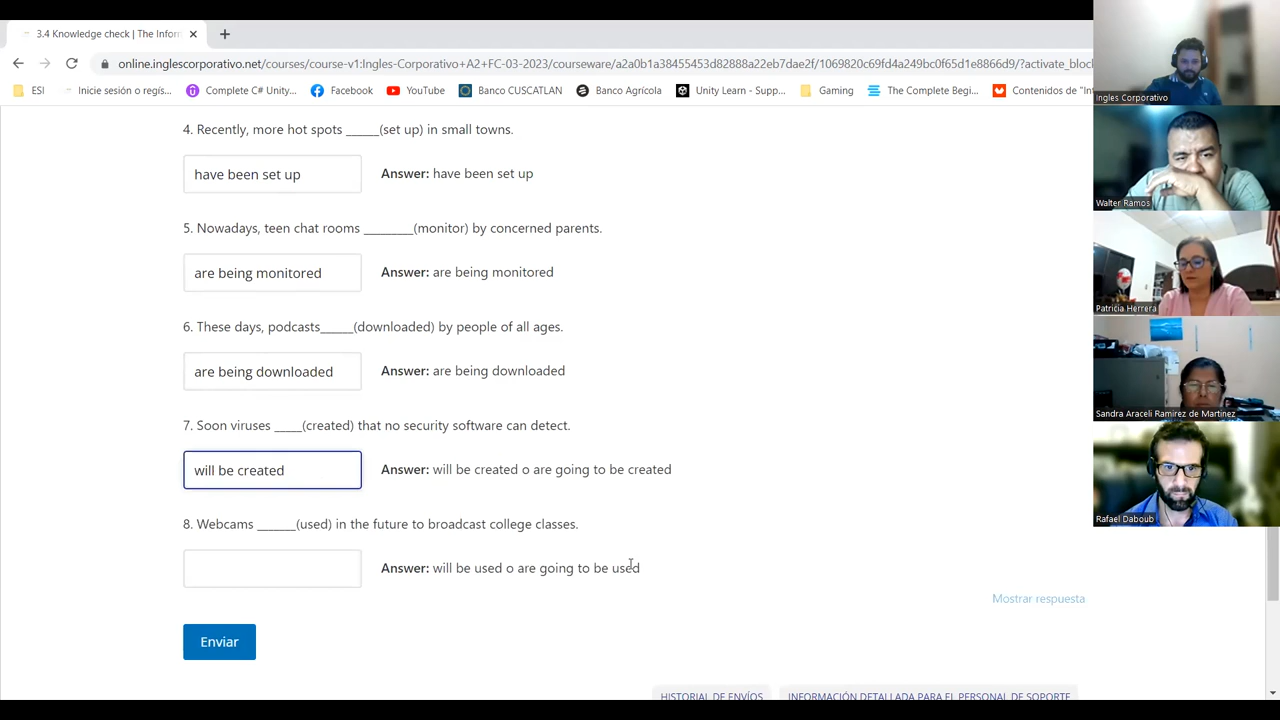 3.4 Knowledge check | The Inform
online.inglescorporativo.net/courses/course-v1:Ingles-Corporativo+A2-FC-03-2023/courseware/a2a0b1a38455453d82888a22eb7dae2f/1069820c69fd4a249bc0f65d1e8866d9/?activate_bloc
ESI Inicie sesión o regís... Complete C# Unity... Facebook YouTube Banco CUSCATLAN Banco Agrícola Unity Learn - Supp... Gaming The Complete Begi... Contenidos de "Int
Ingles Corporativo
Walter Ramos
Patricia Herrera
Sandra Araceli Ramirez de Martinez
Rafael Daboub
4. Recently, more hot spots ______(set up) in small towns.
have been set up Answer: have been set up
5. Nowadays, teen chat rooms _________(monitor) by concerned parents.
are being monitored Answer: are being monitored
6. These days, podcasts______(downloaded) by people of all ages.
are being downloaded Answer: are being downloaded
7. Soon viruses _____(created) that no security software can detect.
will be created Answer: will be created o are going to be created
8. Webcams _______(used) in the future to broadcast college classes.
Answer: will be used o are going to be used
Mostrar respuesta
Enviar
HISTORIAL DE ENVÍOS INFORMACIÓN DETALLADA PARA EL PERSONAL DE SOPORTE